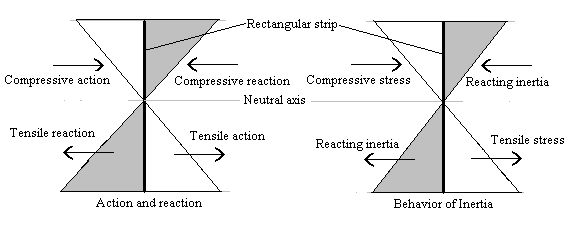 Rectangular strip
Compressive action
Compressive reaction
Compressive stress
Reacting inertia
Neutral axis
Tensile reaction
Tensile action
Reacting inertia
Tensile stress
Action and reaction
Behavior of Inertia